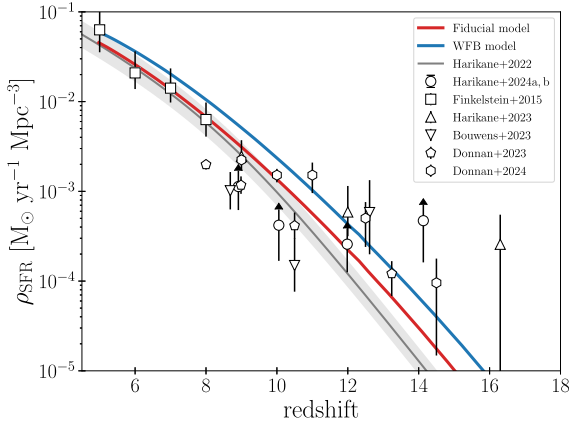 10⁻¹
10⁻²
10⁻³
10⁻⁴
10⁻⁵
ρSFR [M⊙ yr⁻¹ Mpc⁻³]
Fiducial model
WFB model
Harikane+2022
Harikane+2024a, b
Finkelstein+2015
Harikane+2023
Bouwens+2023
Donnan+2023
Donnan+2024
6 8 10 12 14 16 18
redshift